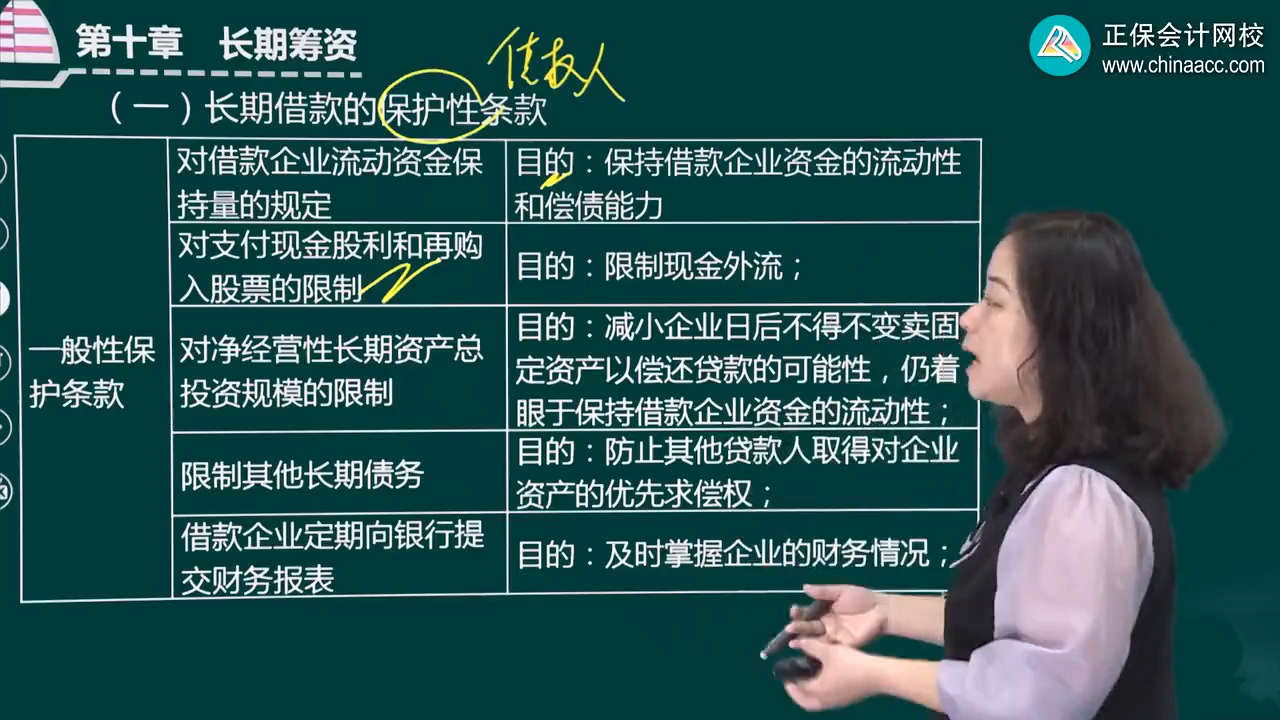 第十章 长期筹资
正保会计网校
www.chinaacc.com
债权人
（一）长期借款的保护性条款
一般性保
护条款
对借款企业流动资金保
持量的规定
目的：保持借款企业资金的流动性
和偿债能力
对支付现金股利和再购
入股票的限制
目的：限制现金外流；
对净经营性长期资产总
投资规模的限制
目的：减小企业日后不得不变卖固
定资产以偿还贷款的可能性，仍着
眼于保持借款企业资金的流动性；
限制其他长期债务
目的：防止其他贷款人取得对企业
资产的优先求偿权；
借款企业定期向银行提
交财务报表
目的：及时掌握企业的财务情况；